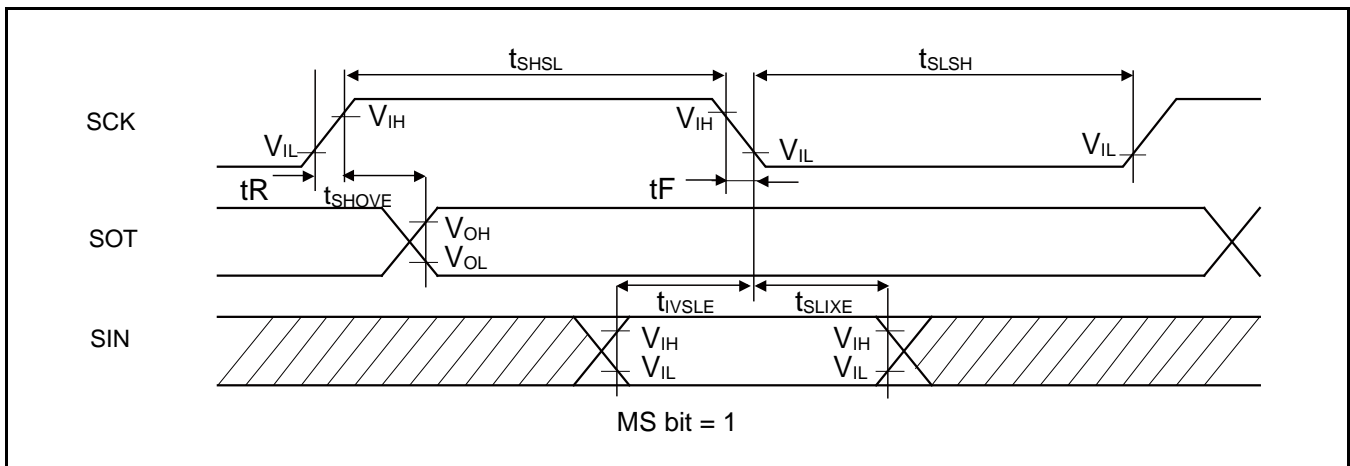 tSHSL tSLSH
SCK VIH VIH
VIL VIL VIL
tR tSHOVE tF
SOT VOH
VOL
tIVSLE tSLIXE
SIN VIH VIH
VIL VIL
MS bit = 1